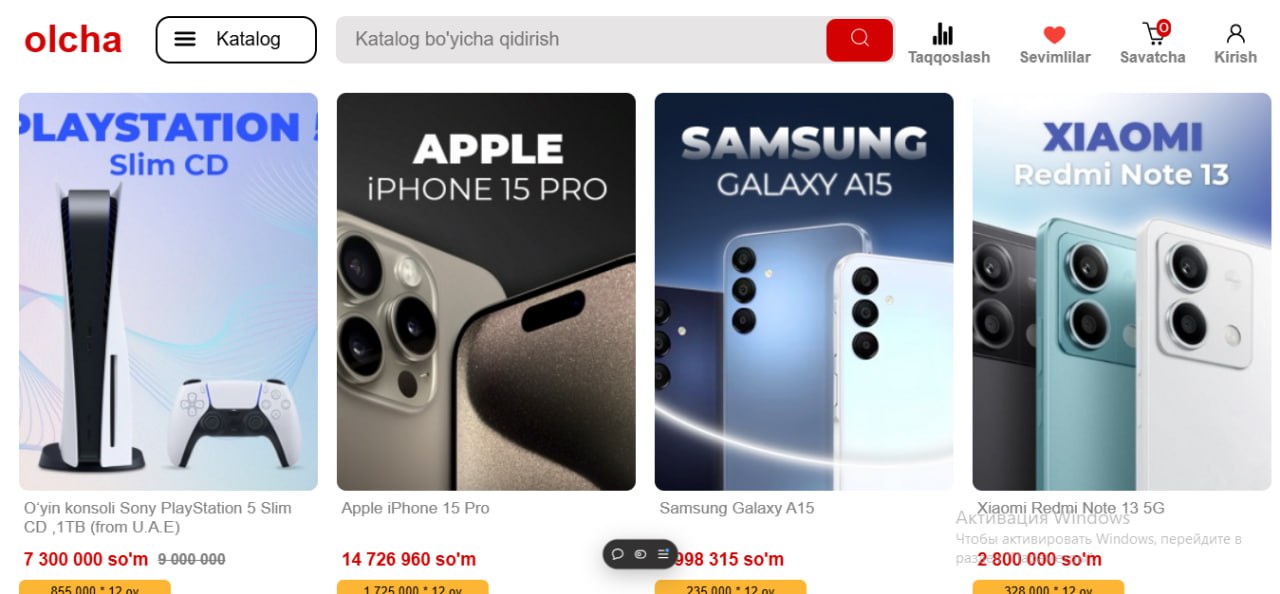 olcha
Katalog
Katalog bo'yicha qidirish
0
Taqqoslash
Sevimlilar
Savatcha
Kirish
PLAYSTATION
Slim CD
APPLE
iPHONE 15 PRO
SAMSUNG
GALAXY A15
XIAOMI
Redmi Note 13
O'yin konsoli Sony PlayStation 5 Slim
CD ,1TB (from U.A.E)
7 300 000 so'm 9 000 000
855 000 * 12 oy
Apple iPhone 15 Pro
14 726 960 so'm
1 725 000 * 12 oy
Samsung Galaxy A15
998 315 so'm
235 000 * 12 oy
Xiaomi Redmi Note 13 5G
2 800 000 so'm
328 000 * 12 oy
Активация Windows
Чтобы активировать Windows, перейдите в